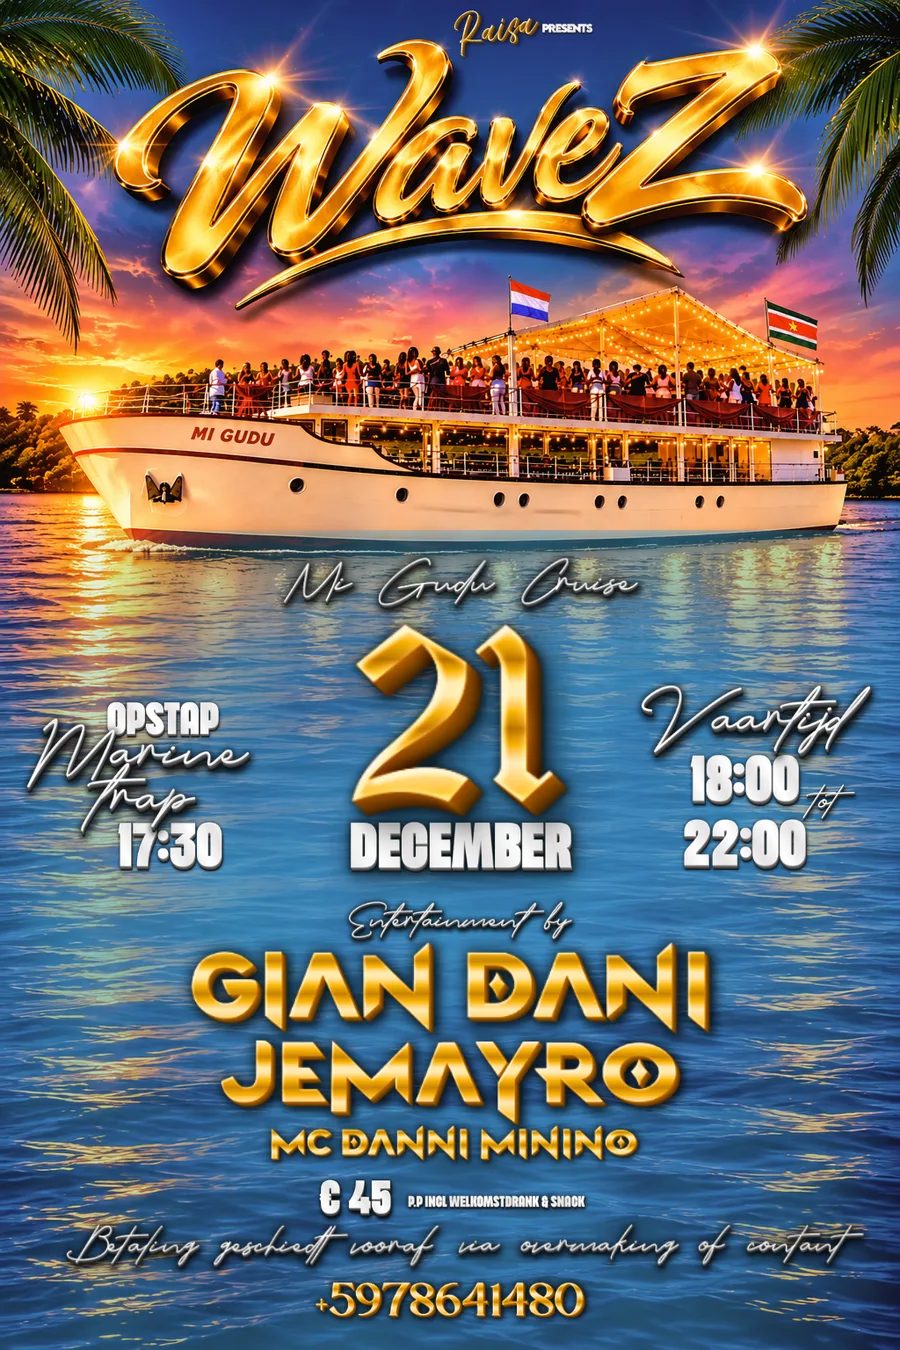 Raisa PRESENTS
WaveZ
MI GUDU
Mi Gudu Cruise
21
DECEMBER
OPSTAP
Marine
trap
17:30
Vaartijd
18:00
tot
22:00
Entertainment by
GIAN DANI
JEMAYRO
MC DANNI MININO
€ 45 P.P INCL WELKOMSTDRANK & SNACK
Betaling geschiedt vooraf via overmaking of contant
+5978641480